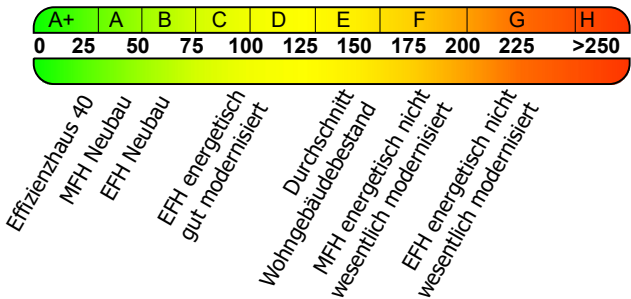 A+ A B C D E F G H
0 25 50 75 100 125 150 175 200 225 >250
Effizienzhaus 40
MFH Neubau
EFH Neubau
EFH energetisch
gut modernisiert
Durchschnitt
Wohngebäudebestand
MFH energetisch nicht
wesentlich modernisiert
EFH energetisch nicht
wesentlich modernisiert